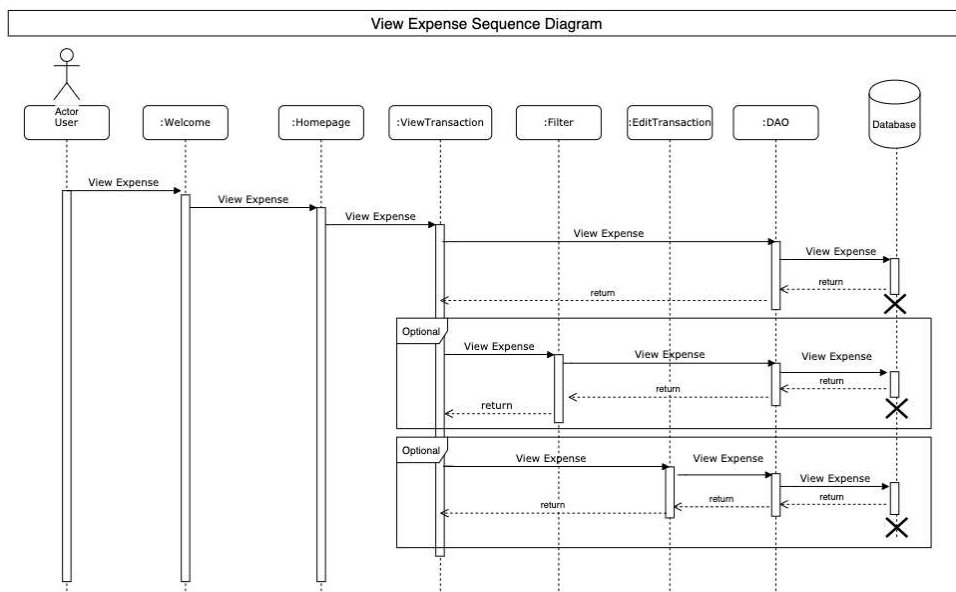 View Expense Sequence Diagram
Actor
User
:Welcome
:Homepage
:ViewTransaction
:Filter
:EditTransaction
:DAO
Database
View Expense
View Expense
View Expense
View Expense
View Expense
return
return
Optional
View Expense
View Expense
View Expense
return
return
return
Optional
View Expense
View Expense
View Expense
return
return
return